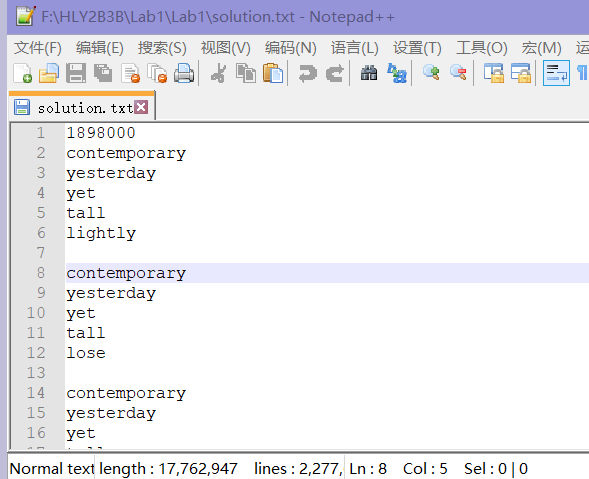 F:\HLY2B3B\Lab1\Lab1\solution.txt - Notepad++
文件(F) 编辑(E) 搜索(S) 视图(V) 编码(N) 语言(L) 设置(T) 工具(O) 宏(M) 运
solution.txt
1 1898000
2 contemporary
3 yesterday
4 yet
5 tall
6 lightly
7
8 contemporary
9 yesterday
10 yet
11 tall
12 lose
13
14 contemporary
15 yesterday
16 yet
Normal text length : 17,762,947 lines : 2,277, Ln : 8 Col : 5 Sel : 0 | 0